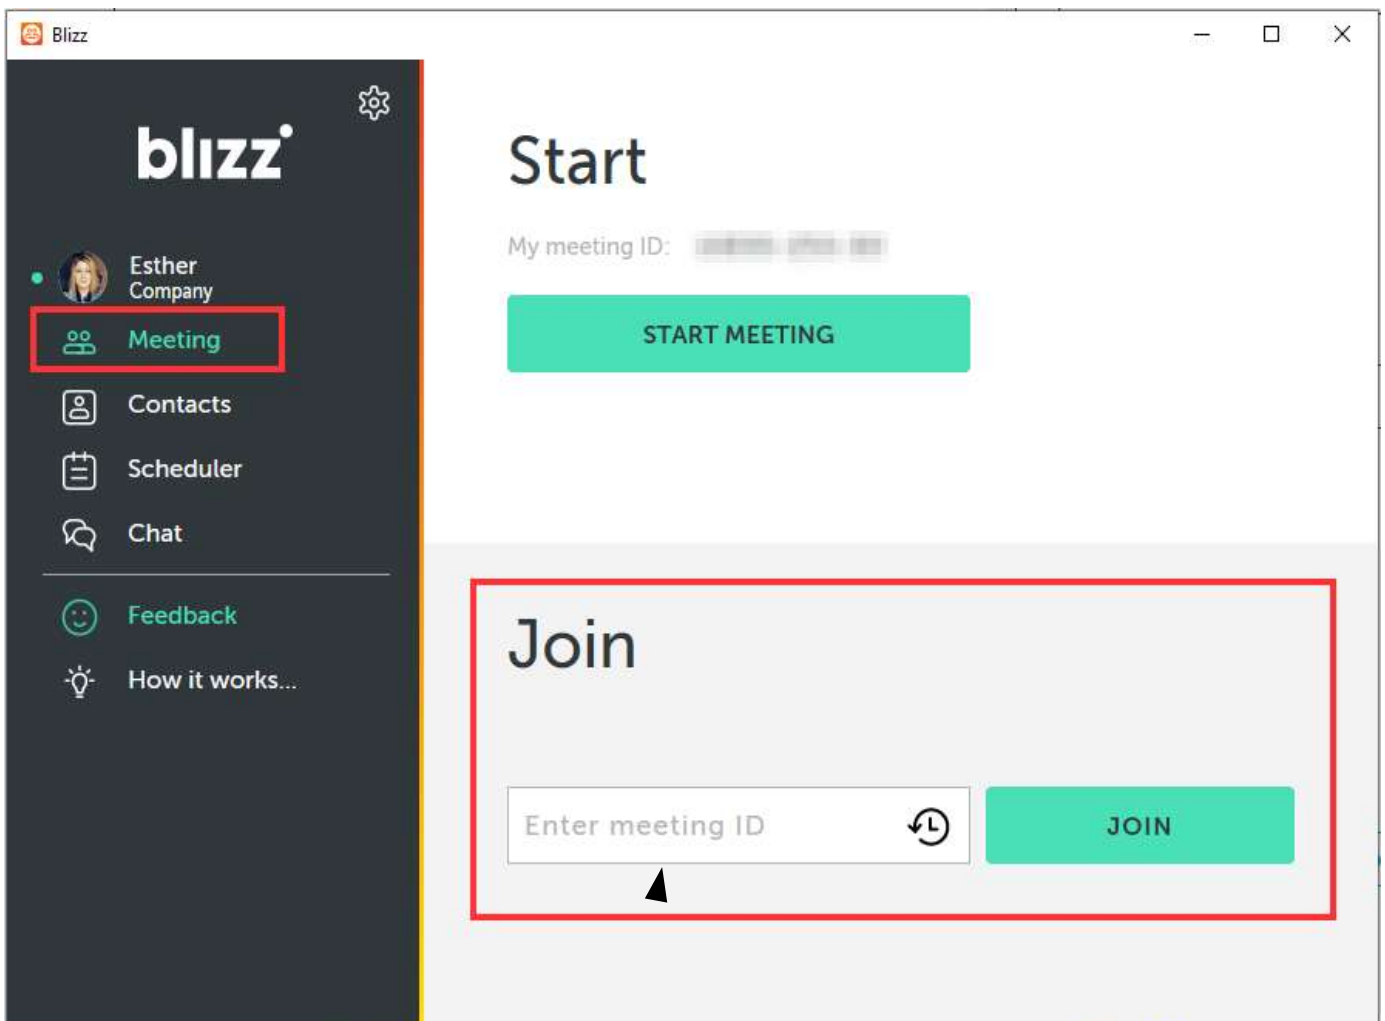 Blizz
blizz
Esther
Company
Meeting
Contacts
Scheduler
Chat
Feedback
How it works...
Start
My meeting ID:
START MEETING
Join
Enter meeting ID
JOIN